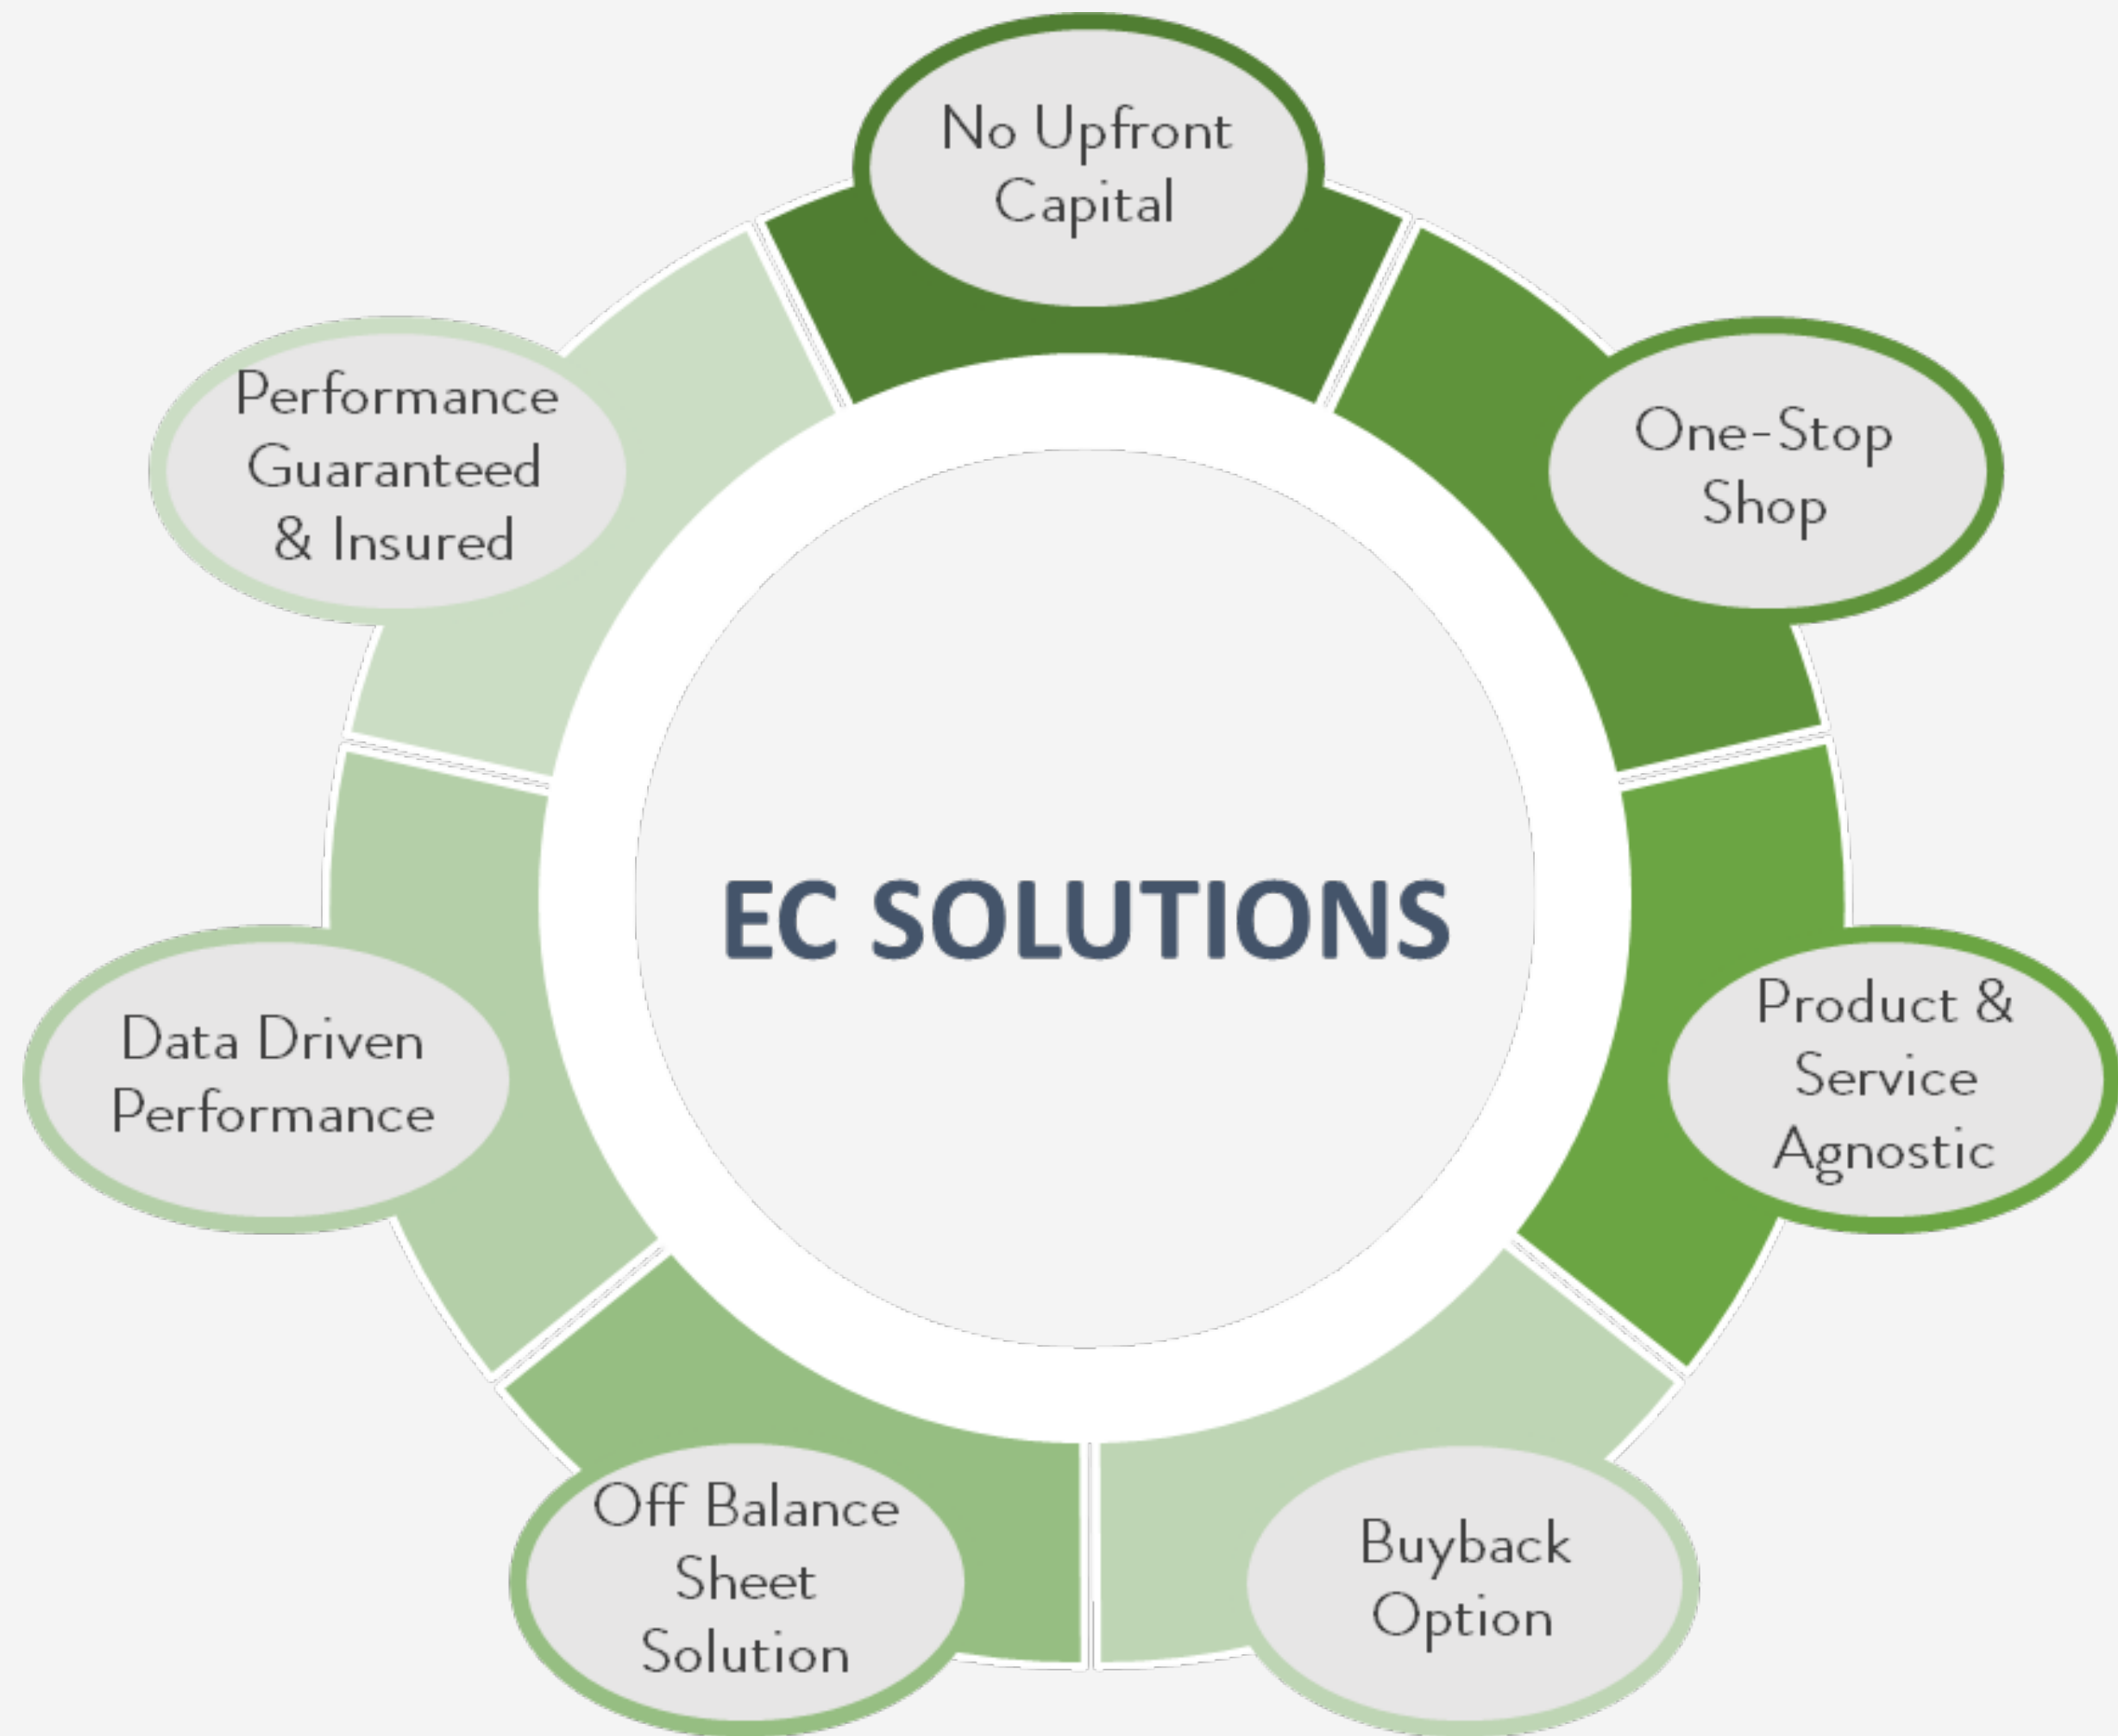 No Upfront
Capital
One-Stop
Shop
Product &
Service
Agnostic
Buyback
Option
Off Balance
Sheet
Solution
Data Driven
Performance
Performance
Guaranteed
& Insured
EC SOLUTIONS